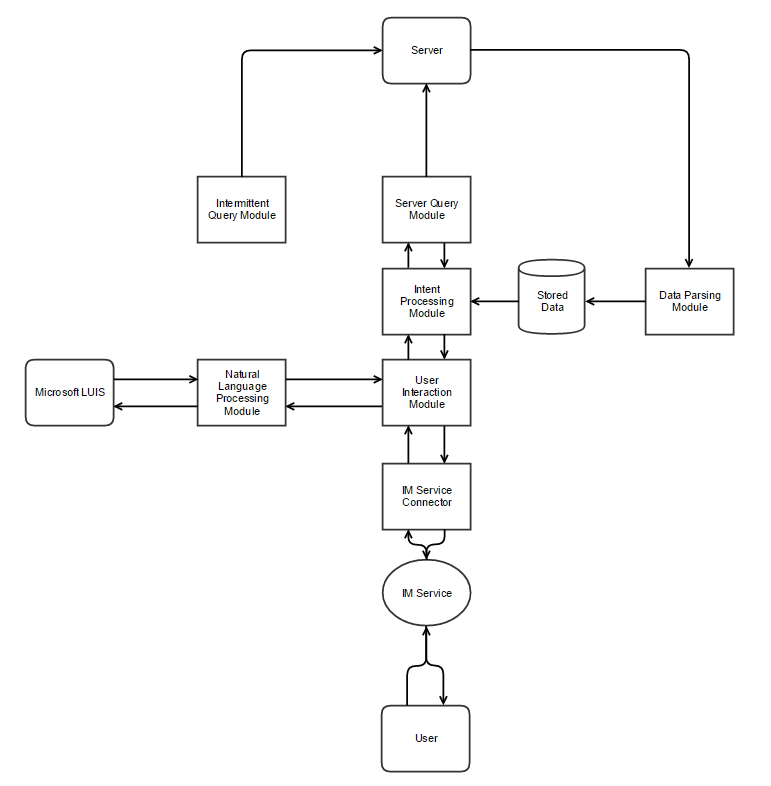 Server
Intermittent
Query Module
Server Query
Module
Intent
Processing
Module
Stored
Data
Data Parsing
Module
Microsoft LUIS
Natural
Language
Processing
Module
User
Interaction
Module
IM Service
Connector
IM Service
User